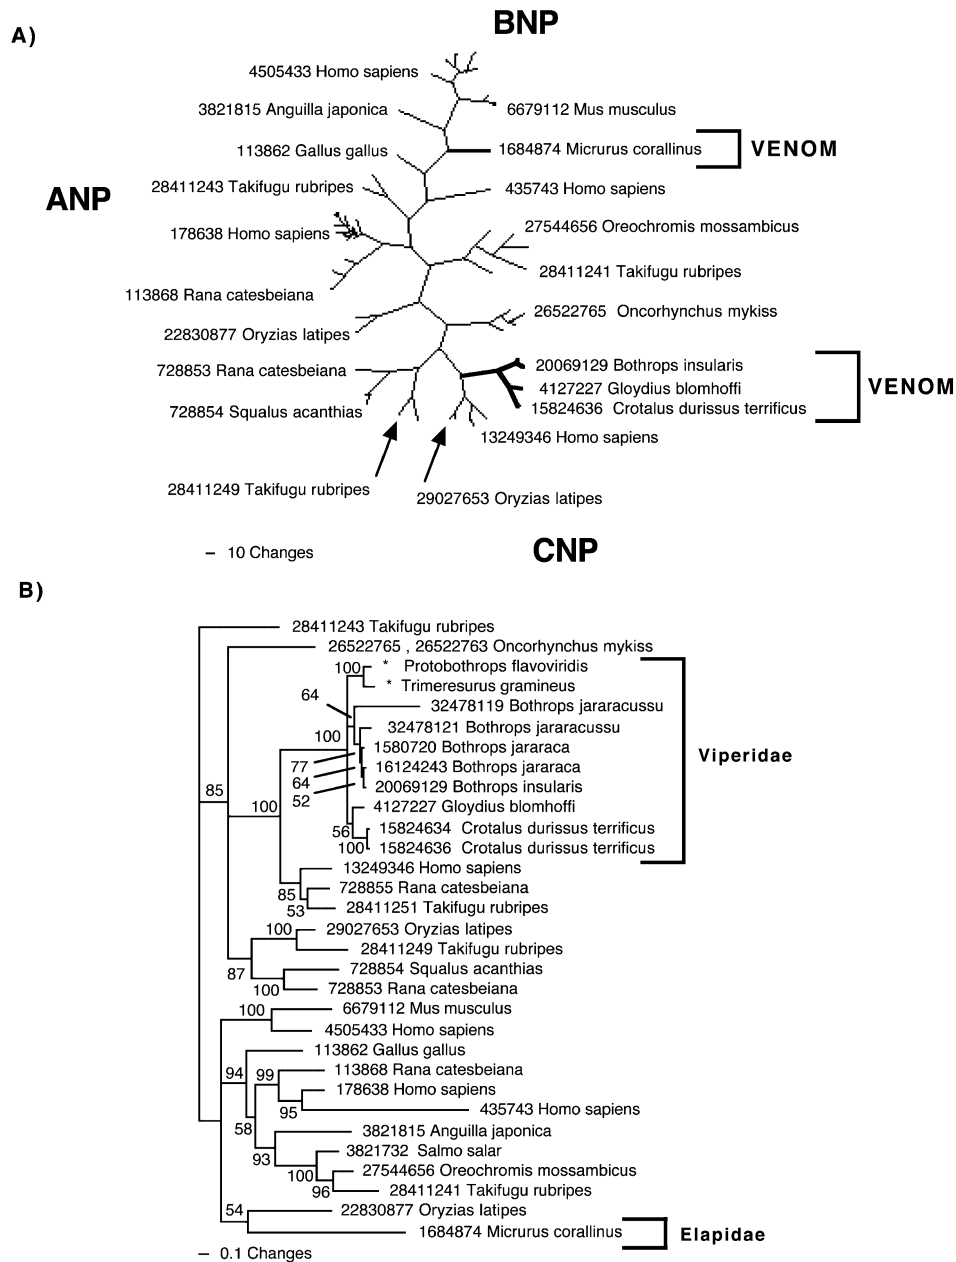 A)
BNP
4505433 Homo sapiens
3821815 Anguilla japonica
6679112 Mus musculus
113862 Gallus gallus
1684874 Micrurus corallinus
VENOM
28411243 Takifugu rubripes
435743 Homo sapiens
ANP
178638 Homo sapiens
27544656 Oreochromis mossambicus
28411241 Takifugu rubripes
113868 Rana catesbeiana
26522765 Oncorhynchus mykiss
22830877 Oryzias latipes
728853 Rana catesbeiana
20069129 Bothrops insularis
4127227 Gloydius blomhoffi
VENOM
728854 Squalus acanthias
15824636 Crotalus durissus terrificus
13249346 Homo sapiens
28411249 Takifugu rubripes
29027653 Oryzias latipes
– 10 Changes
CNP
B)
28411243 Takifugu rubripes
26522765 , 26522763 Oncorhynchus mykiss
100
* Protobothrops flavoviridis
* Trimeresurus gramineus
64
32478119 Bothrops jararacussu
32478121 Bothrops jararacussu
100
1580720 Bothrops jararaca
Viperidae
77
16124243 Bothrops jararaca
64
20069129 Bothrops insularis
85
52
100
4127227 Gloydius blomhoffi
56
15824634 Crotalus durissus terrificus
100
15824636 Crotalus durissus terrificus
13249346 Homo sapiens
85
728855 Rana catesbeiana
53
28411251 Takifugu rubripes
100
29027653 Oryzias latipes
28411249 Takifugu rubripes
87
728854 Squalus acanthias
100
728853 Rana catesbeiana
100
6679112 Mus musculus
4505433 Homo sapiens
113862 Gallus gallus
94
99
113868 Rana catesbeiana
178638 Homo sapiens
95
435743 Homo sapiens
58
3821815 Anguilla japonica
93
3821732 Salmo salar
100
27544656 Oreochromis mossambicus
96
28411241 Takifugu rubripes
54
22830877 Oryzias latipes
1684874 Micrurus corallinus
Elapidae
– 0.1 Changes